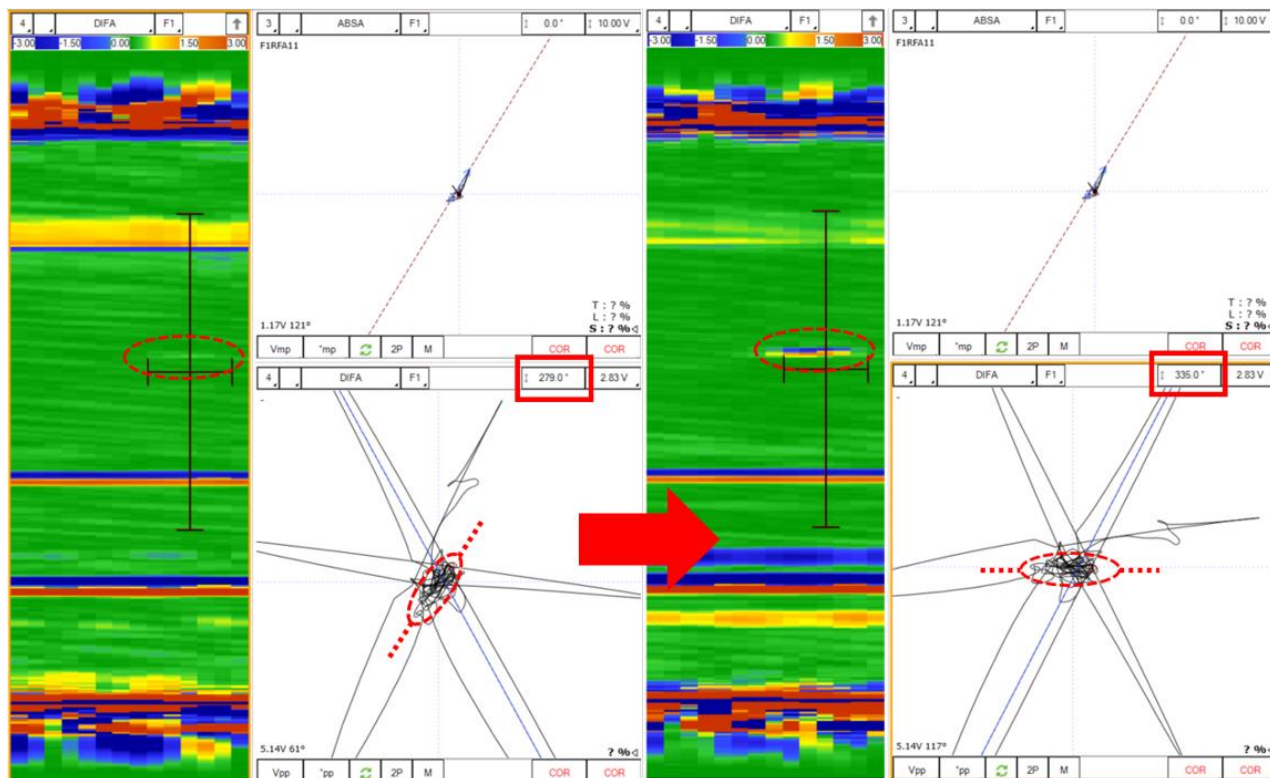 4 DIFA F1
-3.00 -1.50 0.00 1.50 3.00
3 ABSA F1 0.0 ° 10.00 V
F1RFA11
T : ? %
L : ? %
1.17V 121° S : ? %
Vmp °mp 2P M COR COR
4 DIFA F1 279.0 ° 2.83 V
5.14V 61° ? %
Vpp °pp 2P M COR COR
4 DIFA F1
-3.00 -1.50 0.00 1.50 3.00
3 ABSA F1 0.0 ° 10.00 V
F1RFA11
T : ? %
L : ? %
1.17V 121° S : ? %
Vmp °mp 2P M COR COR
4 DIFA F1 335.0 ° 2.83 V
5.14V 117° ? %
Vpp °pp 2P M COR COR